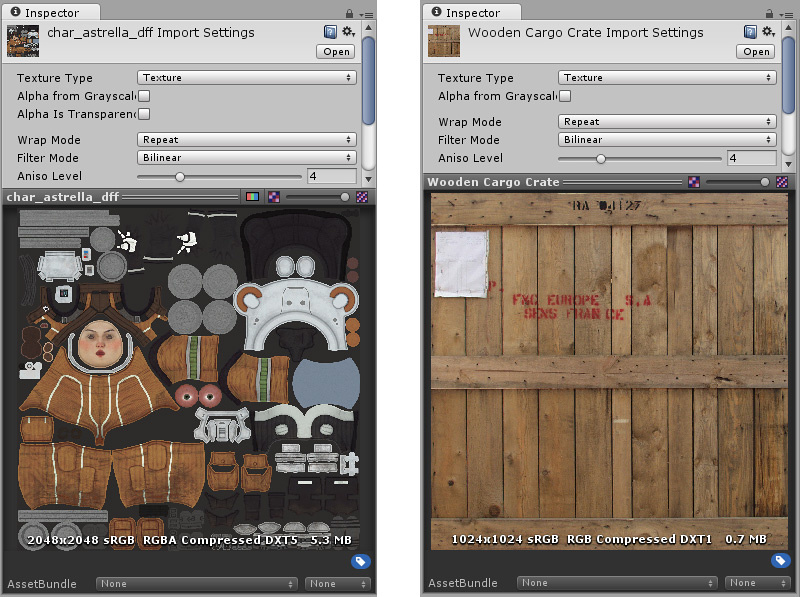 Inspector
char_astrella_dff Import Settings
Open
Texture Type Texture
Alpha from Grayscal
Alpha Is Transparen
Wrap Mode Repeat
Filter Mode Bilinear
Aniso Level 4
char_astrella_dff
2048x2048 sRGB RGBA Compressed DXT5 5.3 MB
AssetBundle None None
Inspector
Wooden Cargo Crate Import Settings
Open
Texture Type Texture
Alpha from Grayscal
Wrap Mode Repeat
Filter Mode Bilinear
Aniso Level 4
Wooden Cargo Crate
RA 04127
P.
F&C EUROPE S.A
SENS FRANCE
1024x1024 sRGB RGB Compressed DXT1 0.7 MB
AssetBundle None None